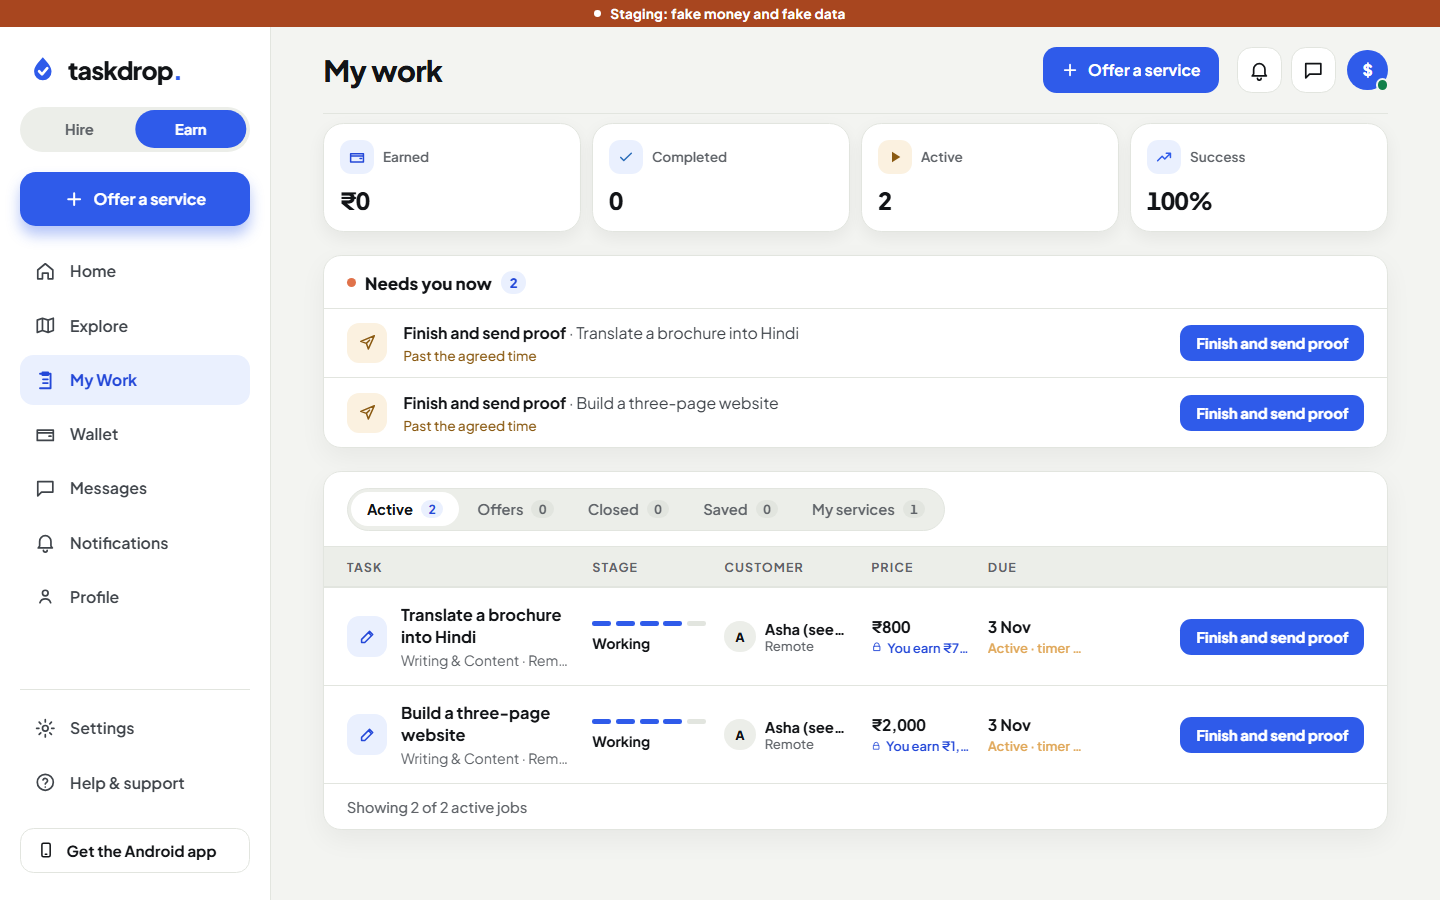 Staging: fake money and fake data
taskdrop.
Hire
Earn
Offer a service
Home
Explore
My Work
Wallet
Messages
Notifications
Profile
Settings
Help & support
Get the Android app
My work
Offer a service
$
Earned
₹0
Completed
0
Active
2
Success
100%
Needs you now 2
Finish and send proof · Translate a brochure into Hindi
Past the agreed time
Finish and send proof
Finish and send proof · Build a three-page website
Past the agreed time
Finish and send proof
Active 2
Offers 0
Closed 0
Saved 0
My services 1
TASK STAGE CUSTOMER PRICE DUE
Translate a brochure
into Hindi
Writing & Content · Rem…
Working
A
Asha (see…
Remote
₹800
You earn ₹7…
3 Nov
Active · timer …
Finish and send proof
Build a three-page
website
Writing & Content · Rem…
Working
A
Asha (see…
Remote
₹2,000
You earn ₹1,…
3 Nov
Active · timer …
Finish and send proof
Showing 2 of 2 active jobs